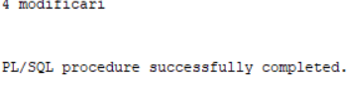 4 modificari
PL/SQL procedure successfully completed.